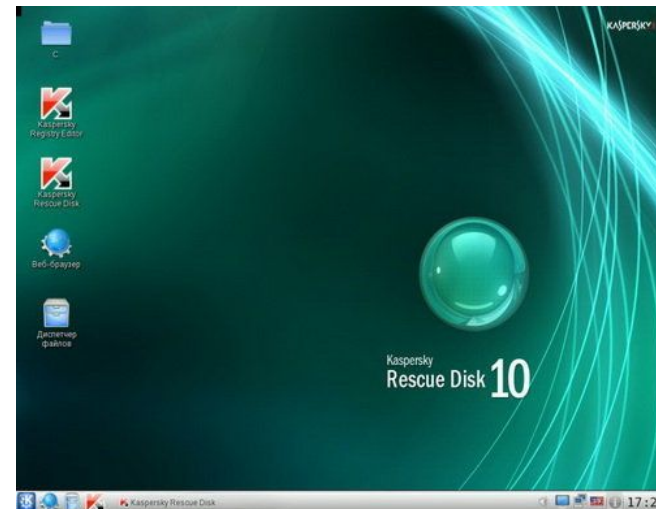 KASPERSKY
C
Kaspersky
Registry Editor
Kaspersky
Rescue Disk
Веб-браузер
Диспетчер
файлов
Kaspersky
Rescue Disk 10
Kaspersky Rescue Disk
17:2